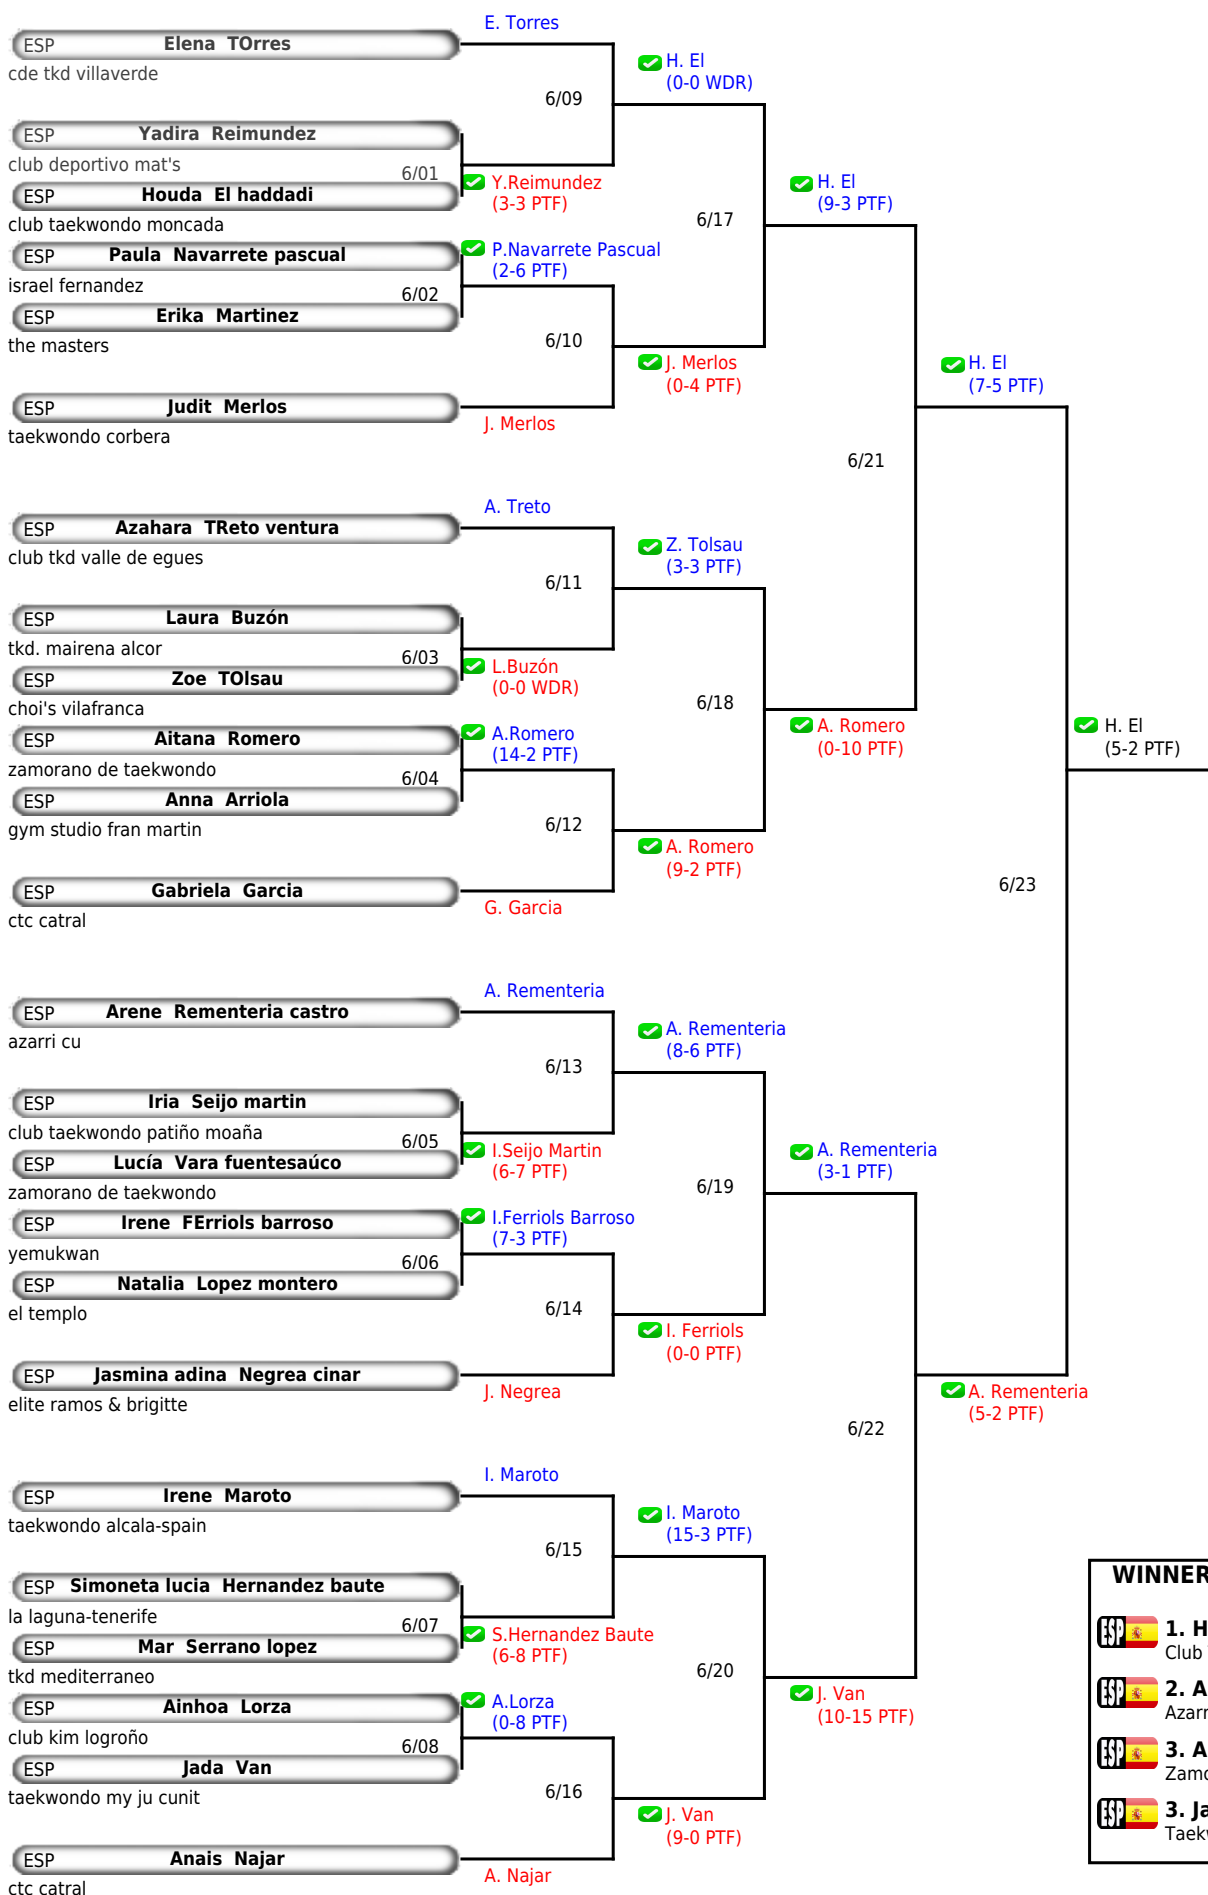 E. Torres
ESP Elena TOrres
cde tkd villaverde
H. El
(0-0 WDR)
6/09
ESP Yadira Reimundez
club deportivo mat's
6/01
Y.Reimundez
(3-3 PTF)
ESP Houda El haddadi
club taekwondo moncada
H. El
(9-3 PTF)
6/17
ESP Paula Navarrete pascual
israel fernandez
P.Navarrete Pascual
(2-6 PTF)
6/02
ESP Erika Martinez
the masters
6/10
J. Merlos
(0-4 PTF)
H. El
(7-5 PTF)
ESP Judit Merlos
taekwondo corbera
J. Merlos
6/21
A. Treto
ESP Azahara TReto ventura
club tkd valle de egues
Z. Tolsau
(3-3 PTF)
6/11
ESP Laura Buzón
tkd. mairena alcor
6/03
L.Buzón
(0-0 WDR)
ESP Zoe TOlsau
choi's vilafranca
6/18
A. Romero
(0-10 PTF)
H. El
(5-2 PTF)
ESP Aitana Romero
zamorano de taekwondo
A.Romero
(14-2 PTF)
6/04
ESP Anna Arriola
gym studio fran martin
6/12
A. Romero
(9-2 PTF)
ESP Gabriela Garcia
ctc catral
G. Garcia
6/23
A. Rementeria
ESP Arene Rementeria castro
azarri cu
A. Rementeria
(8-6 PTF)
6/13
ESP Iria Seijo martin
club taekwondo patiño moaña
6/05
I.Seijo Martin
(6-7 PTF)
ESP Lucía Vara fuentesaúco
zamorano de taekwondo
A. Rementeria
(3-1 PTF)
6/19
ESP Irene FErriols barroso
yemukwan
I.Ferriols Barroso
(7-3 PTF)
6/06
ESP Natalia Lopez montero
el templo
6/14
I. Ferriols
(0-0 PTF)
ESP Jasmina adina Negrea cinar
elite ramos & brigitte
J. Negrea
A. Rementeria
(5-2 PTF)
6/22
I. Maroto
ESP Irene Maroto
taekwondo alcala-spain
I. Maroto
(15-3 PTF)
6/15
ESP Simoneta lucia Hernandez baute
la laguna-tenerife
6/07
S.Hernandez Baute
(6-8 PTF)
ESP Mar Serrano lopez
tkd mediterraneo
6/20
J. Van
(10-15 PTF)
ESP Ainhoa Lorza
club kim logroño
A.Lorza
(0-8 PTF)
6/08
ESP Jada Van
taekwondo my ju cunit
6/16
J. Van
(9-0 PTF)
ESP Anais Najar
ctc catral
A. Najar
WINNER
ESP 1. H
Club
ESP 2. A
Azarr
ESP 3. A
Zamo
ESP 3. Ja
Taekw